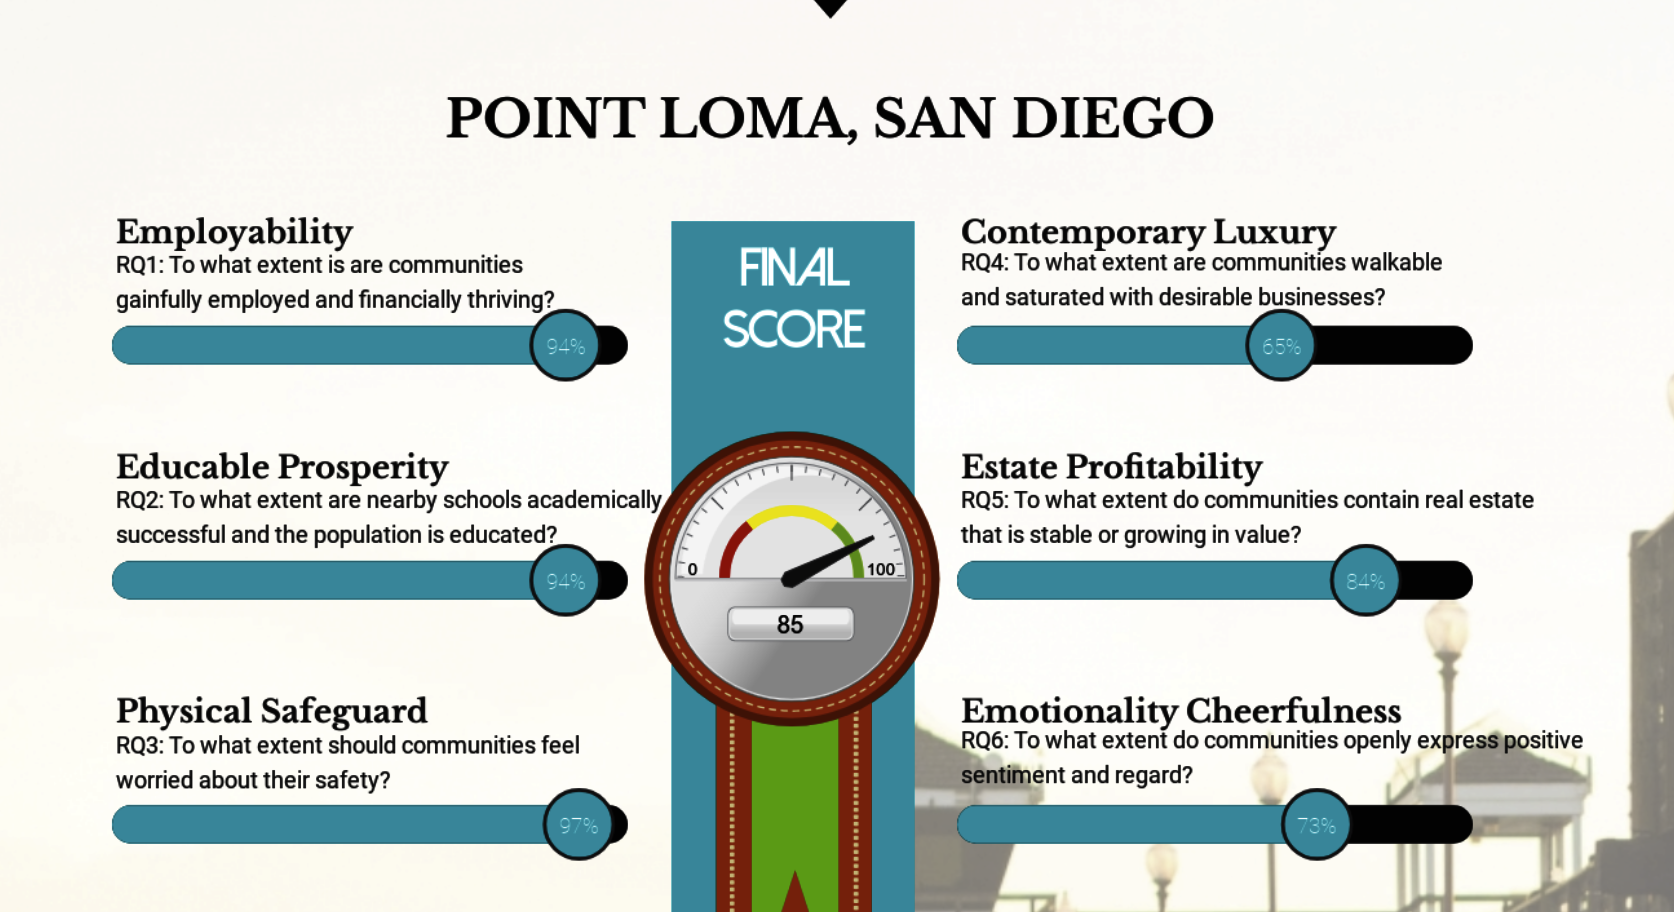 POINT LOMA, SAN DIEGO
Employability
RQ1: To what extent is are communities
gainfully employed and financially thriving?
94%
Educable Prosperity
RQ2: To what extent are nearby schools academically
successful and the population is educated?
94%
Physical Safeguard
RQ3: To what extent should communities feel
worried about their safety?
97%
FINAL
SCORE
0
100
85
Contemporary Luxury
RQ4: To what extent are communities walkable
and saturated with desirable businesses?
65%
Estate Profitability
RQ5: To what extent do communities contain real estate
that is stable or growing in value?
84%
Emotionality Cheerfulness
RQ6: To what extent do communities openly express positive
sentiment and regard?
73%